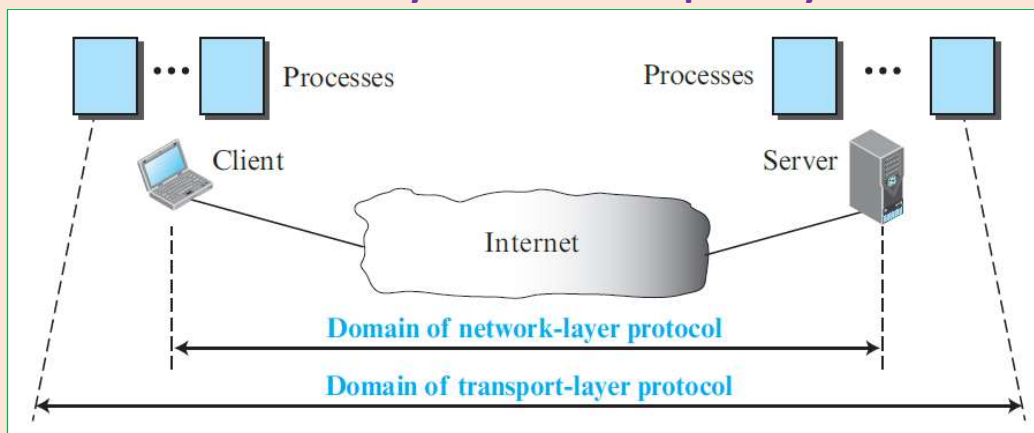 Processes
Processes
Client
Server
Internet
Domain of network-layer protocol
Domain of transport-layer protocol